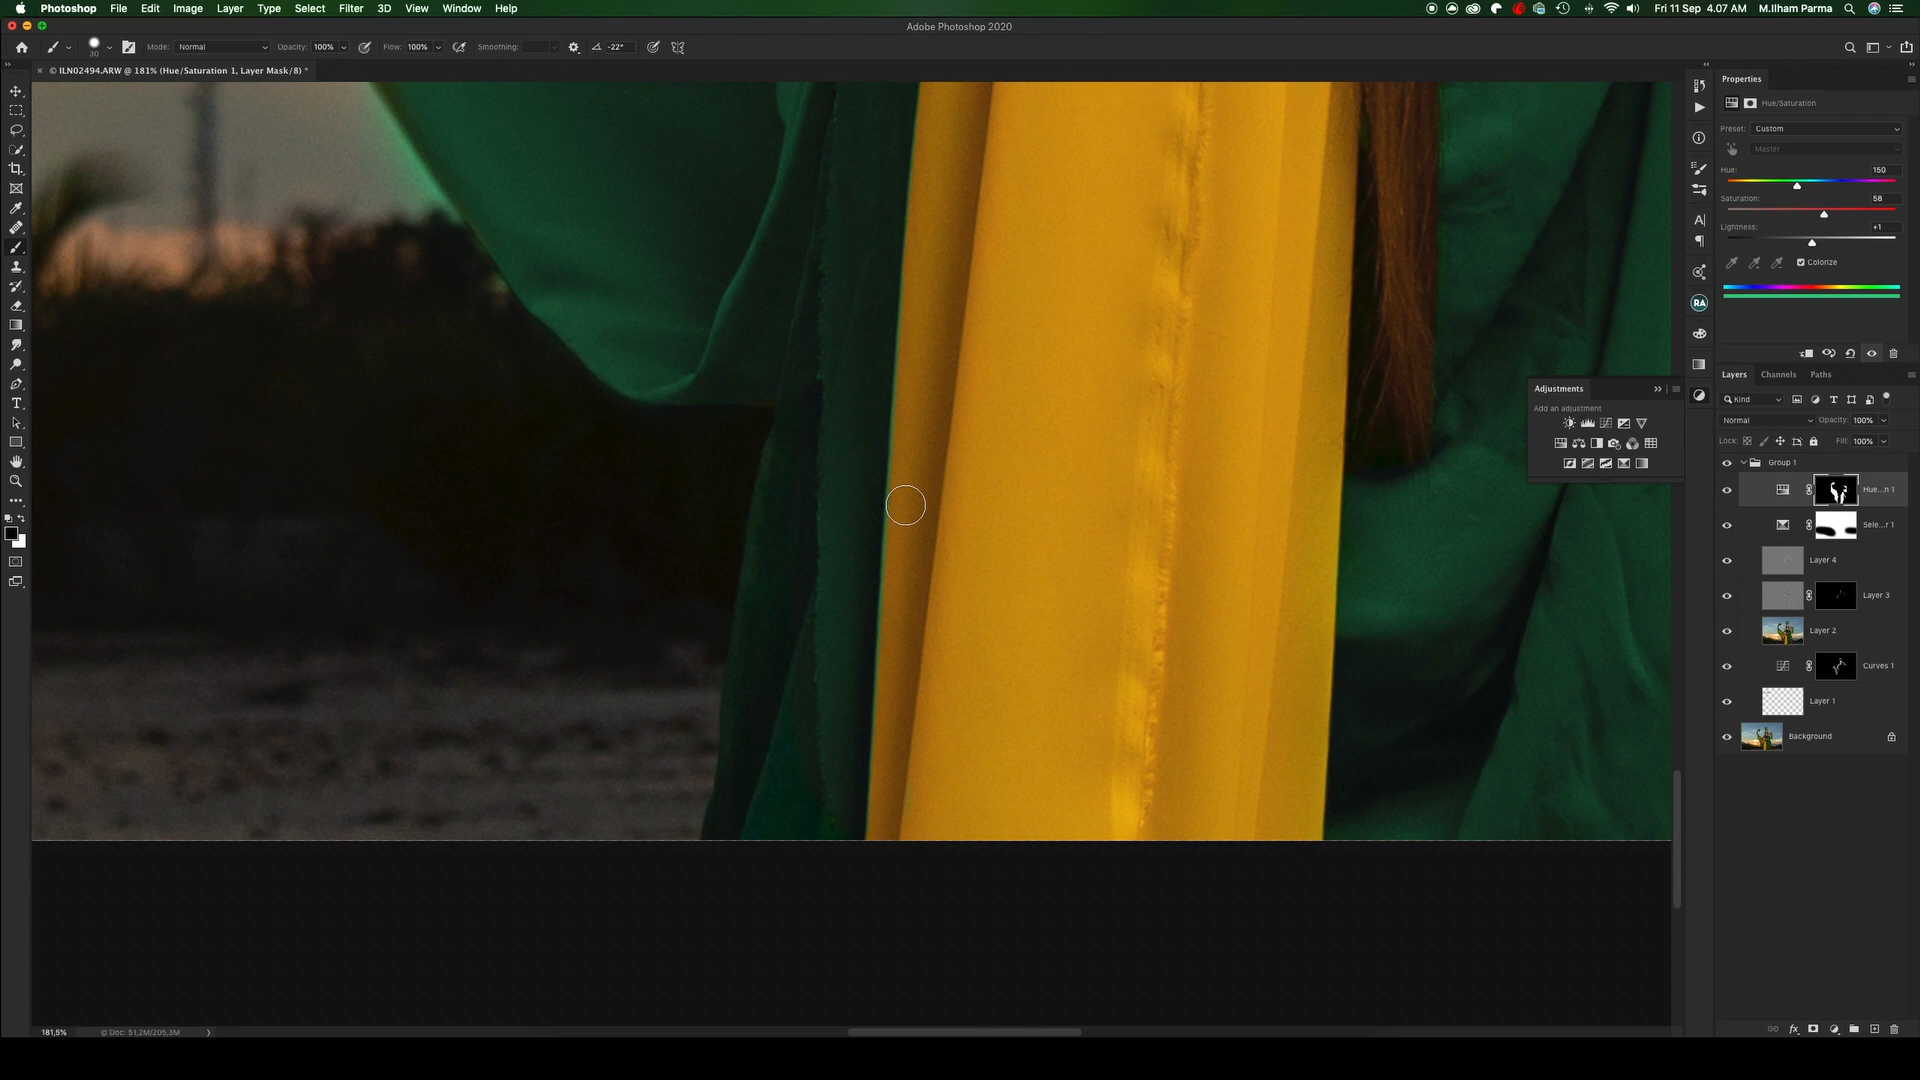 Photoshop File Edit Image Layer Type Select Filter 3D View Window Help
Fri 11 Sep 4.07 AM M.Ilham Parma
Adobe Photoshop 2020
30 Mode: Normal Opacity: 100% Flow: 100% Smoothing: -22°
© ILN02494.ARW @ 181% (Hue/Saturation 1, Layer Mask/8) *
Properties
Hue/Saturation
Preset: Custom
Master
Hue: 150
Saturation: 58
Lightness: +1
Colorize
RA
Layers Channels Paths
Adjustments
Add an adjustment
Kind
Normal Opacity: 100%
Lock: Fill: 100%
Group 1
Hue...n 1
Sele...r 1
Layer 4
Layer 3
Layer 2
Curves 1
Layer 1
Background
181,5% © Doc: 51,2M/205,3M